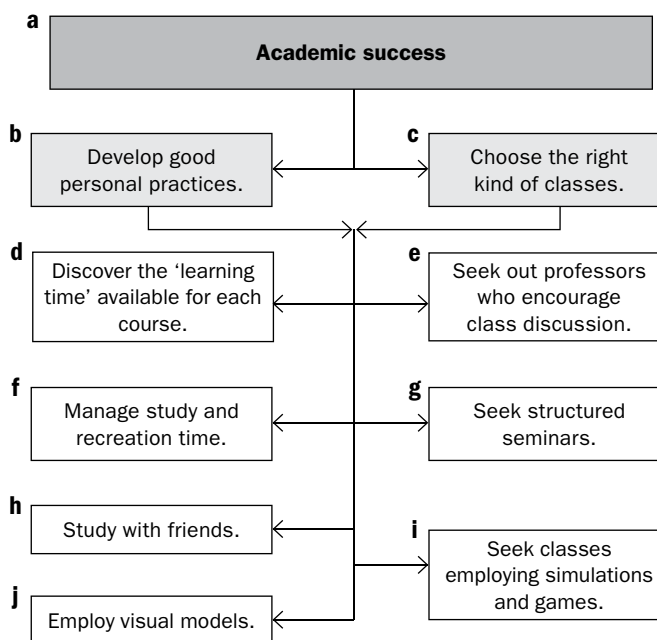 a
Academic success
b
Develop good
personal practices.
c
Choose the right
kind of classes.
d
Discover the ‘learning
time’ available for each
course.
e
Seek out professors
who encourage
class discussion.
f
Manage study and
recreation time.
g
Seek structured
seminars.
h
Study with friends.
i
Seek classes
employing simulations
and games.
j
Employ visual models.